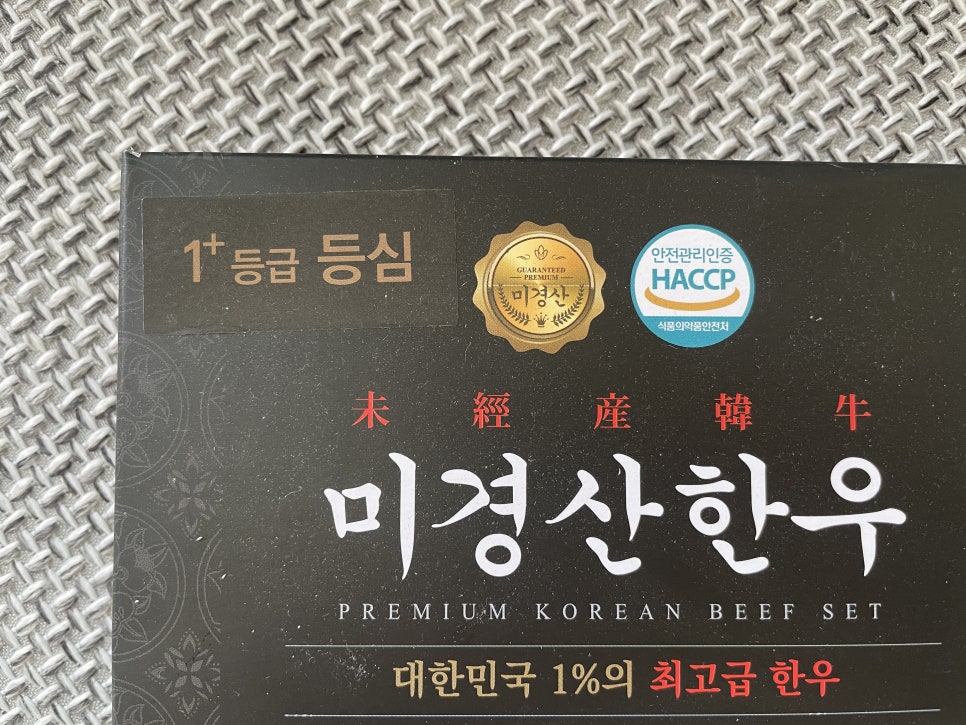 1+등급 등심
GUARANTEED
PREMIUM
미경산
안전관리인증
HACCP
식품의약품안전처
未經産韓牛
미경산한우
PREMIUM KOREAN BEEF SET
대한민국 1%의 최고급 한우